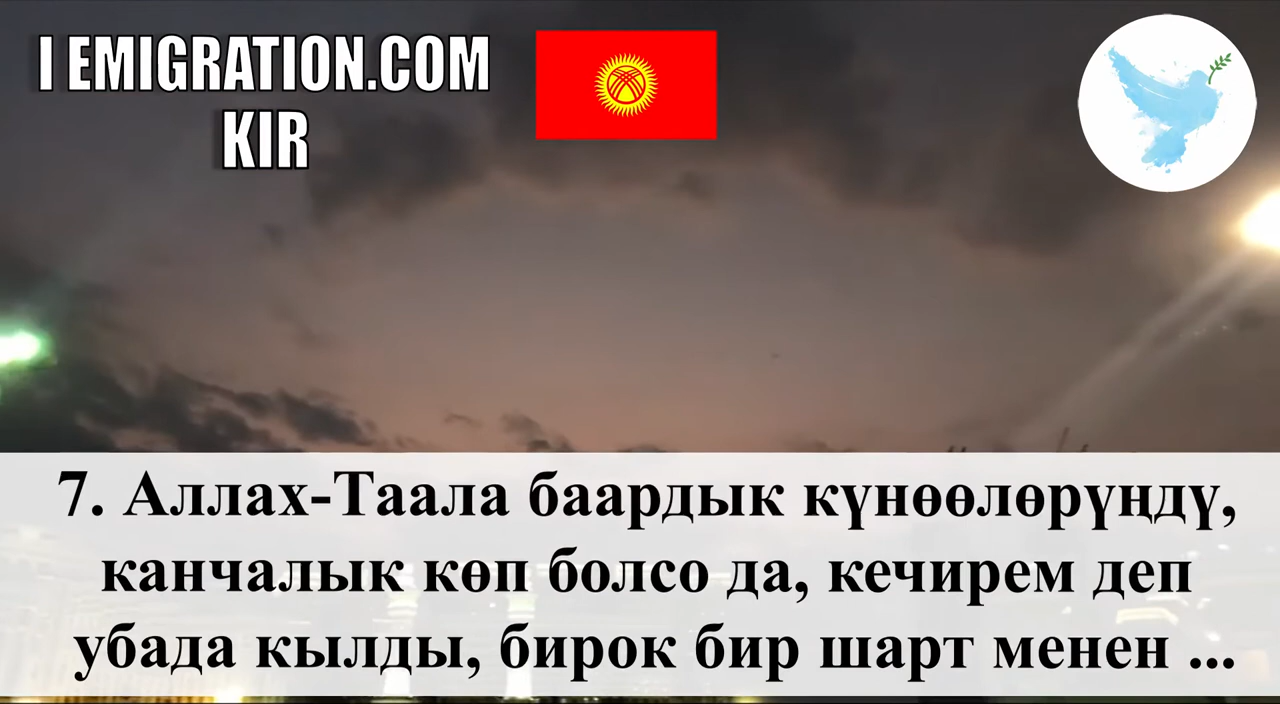 I EMIGRATION.COM
KIR
7. Аллах-Таала баардык күнөөлөрүңдү,
канчалык көп болсо да, кечирем деп
убада кылды, бирок бир шарт менен ...